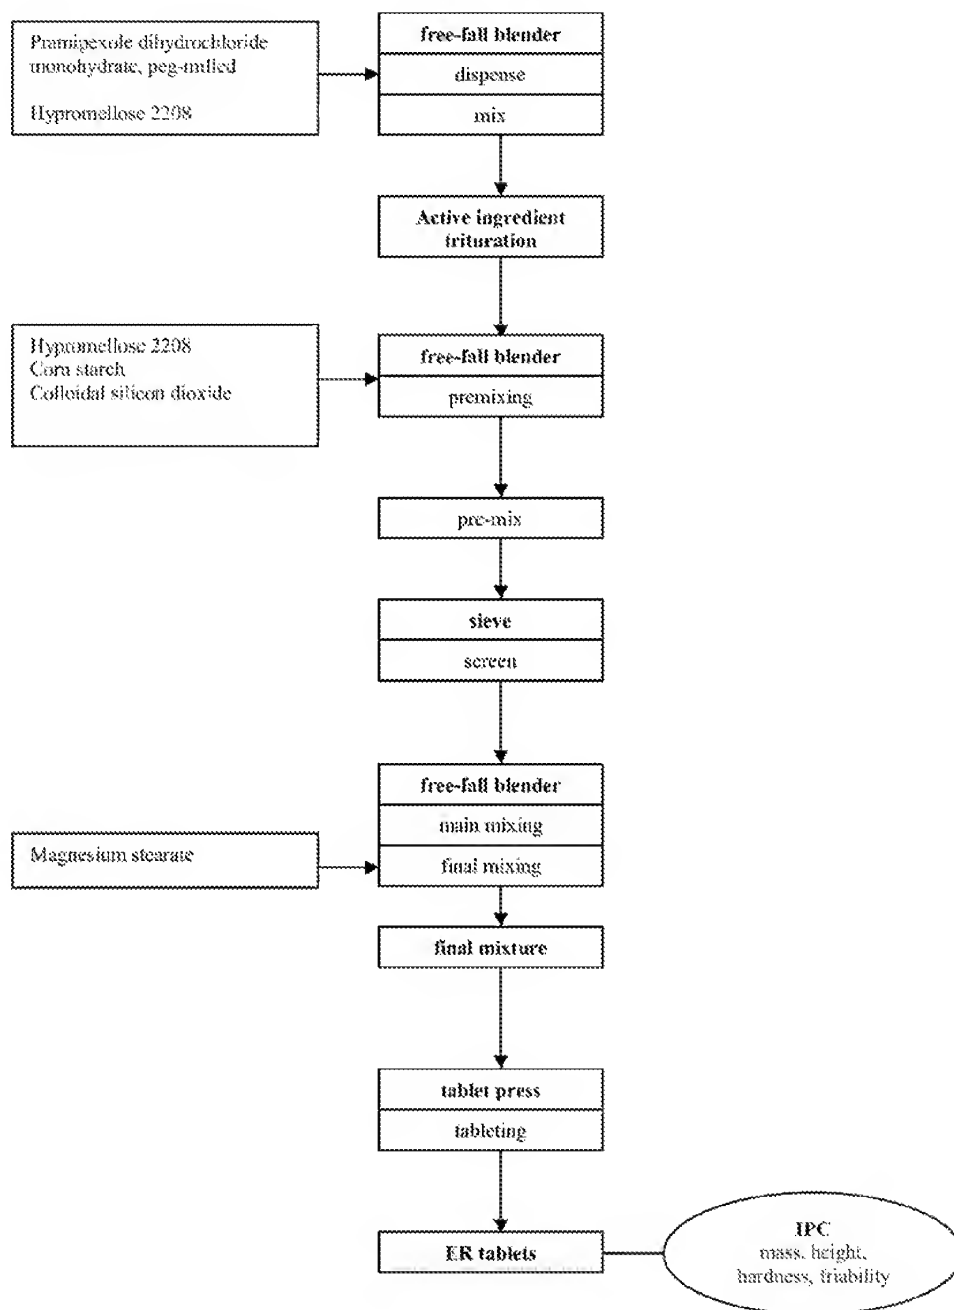 Pramipexole dihydrochloride
monohydrate, peg-milled
Hypromellose 2208
free-fall blender
dispense
mix
Active ingredient
trituration
Hypromellose 2208
Corn starch
Colloidal silicon dioxide
free-fall blender
premixing
pre-mix
sieve
screen
free-fall blender
main mixing
Magnesium stearate
final mixing
final mixture
tablet press
tableting
ER tablets
IPC
mass, height,
hardness, friability